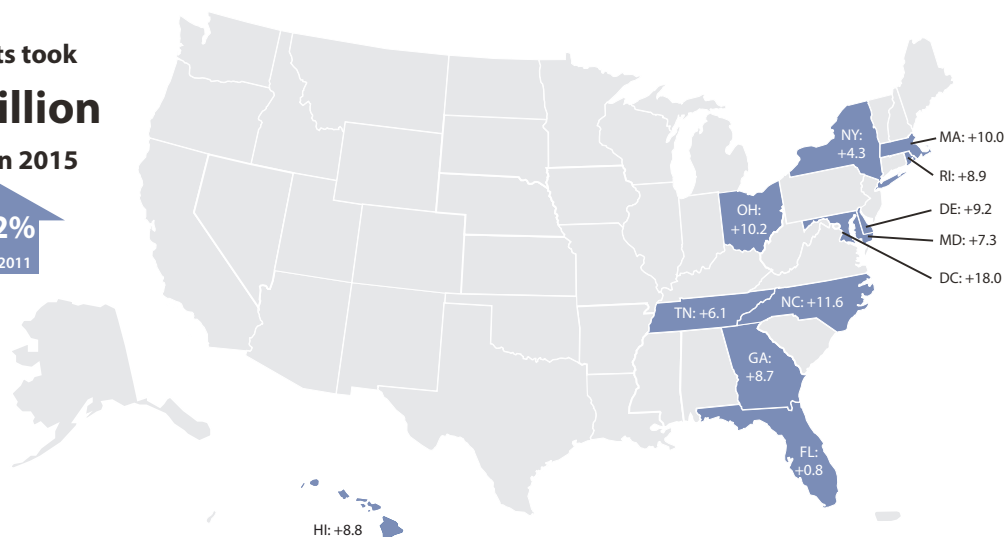 ts took
illion
n 2015
2%
2011
NY:
+4.3
MA: +10.0
RI: +8.9
DE: +9.2
MD: +7.3
DC: +18.0
OH:
+10.2
TN: +6.1
NC: +11.6
GA:
+8.7
FL:
+0.8
HI: +8.8